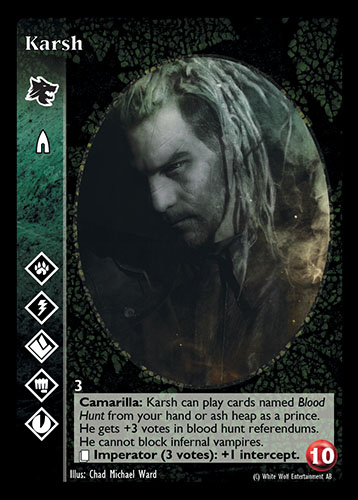 Karsh
3
Camarilla: Karsh can play cards named Blood
Hunt from your hand or ash heap as a prince.
He gets +3 votes in blood hunt referendums.
He cannot block infernal vampires.
Imperator (3 votes): +1 intercept.
10
Illus: Chad Michael Ward
(C) White Wolf Entertainment AB